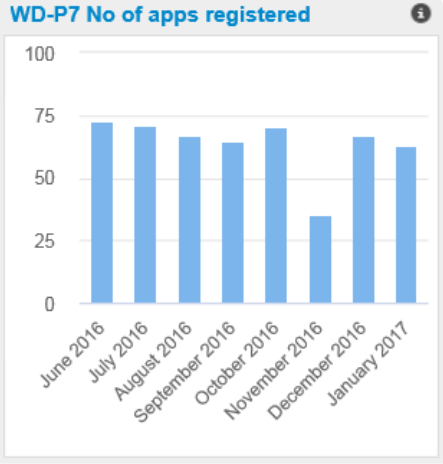 WD-P7 No of apps registered
i
100
75
50
25
0
June 2016
July 2016
August 2016
September 2016
October 2016
November 2016
December 2016
January 2017